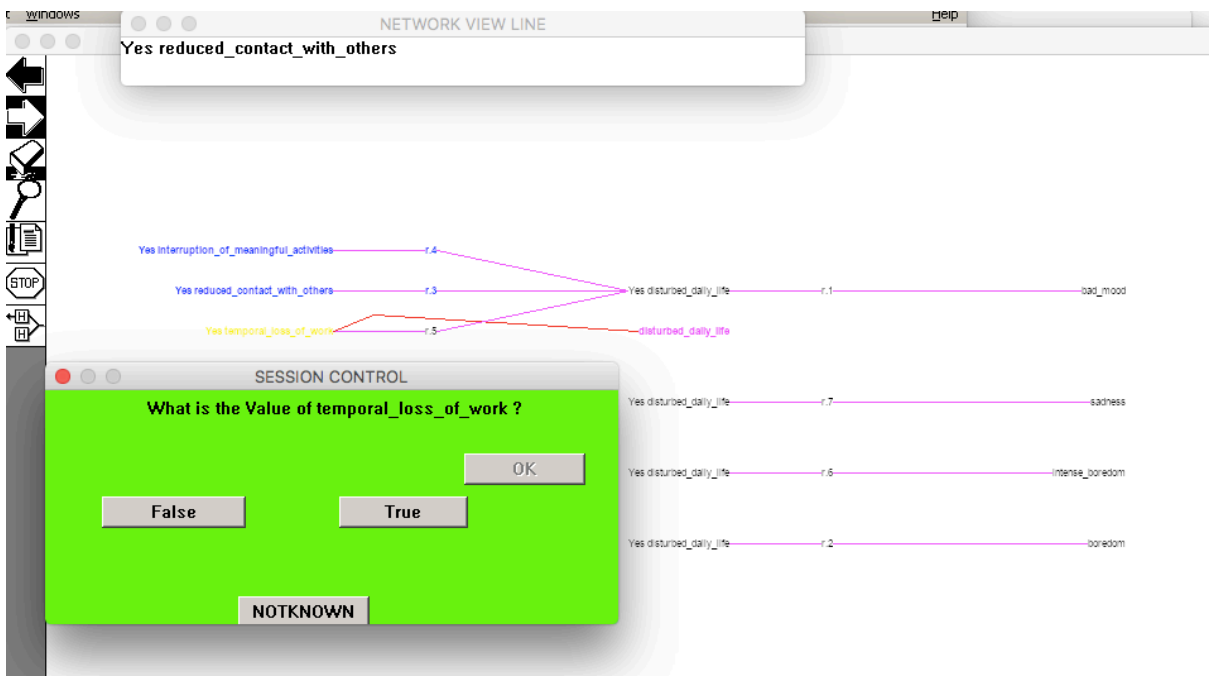 Windows
Help
NETWORK VIEW LINE
Yes reduced_contact_with_others
Yes interruption_of_meaningful_activities r.4
Yes reduced_contact_with_others r.3 Yes disturbed_daily_life r.1 bad_mood
Yes temporal_loss_of_work r.5 disturbed_daily_life
SESSION CONTROL
What is the Value of temporal_loss_of_work ?
OK
False True
NOTKNOWN
Yes disturbed_daily_life r.7 sadness
Yes disturbed_daily_life r.6 intense_boredom
Yes disturbed_daily_life r.2 boredom
STOP
H
H